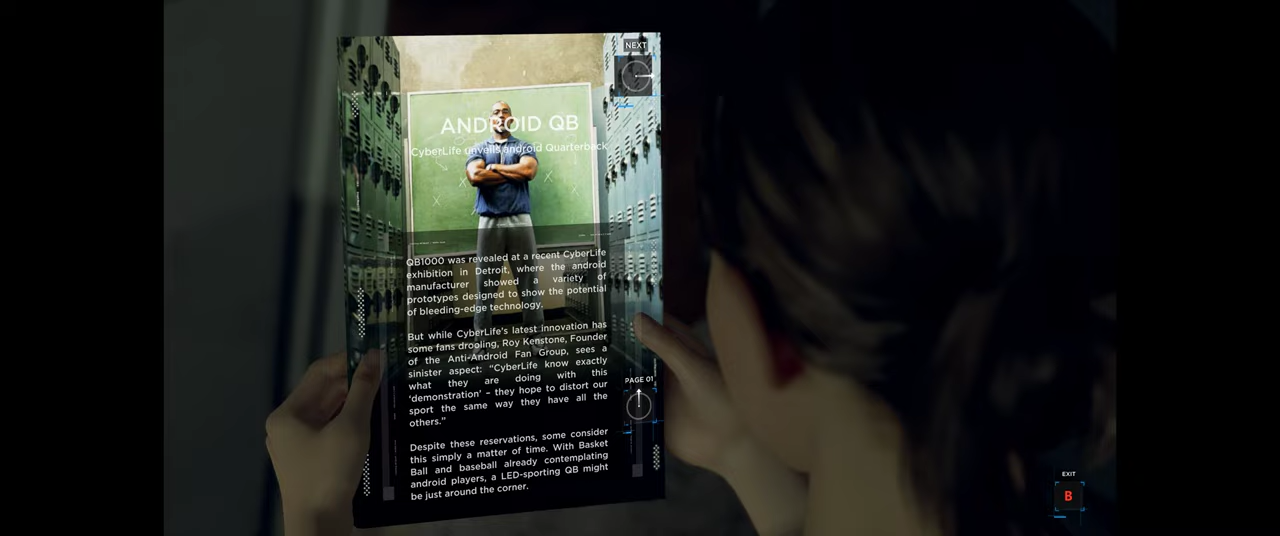 NEXT
ANDROID QB
CyberLife unveils android Quarterback
QB1000 was revealed at a recent CyberLife
exhibition in Detroit, where the android
manufacturer showed a variety of
prototypes designed to show the potential
of bleeding-edge technology.
But while CyberLife's latest innovation has
some fans drooling, Roy Kenstone, Founder
of the Anti-Android Fan Group, sees a
sinister aspect: “CyberLife know exactly
what they are doing with this
‘demonstration’ – they hope to distort our
sport the same way they have all the
others.”
PAGE 01
Despite these reservations, some consider
this simply a matter of time. With Basket
Ball and baseball already contemplating
android players, a LED-sporting QB might
be just around the corner.
EXIT
B